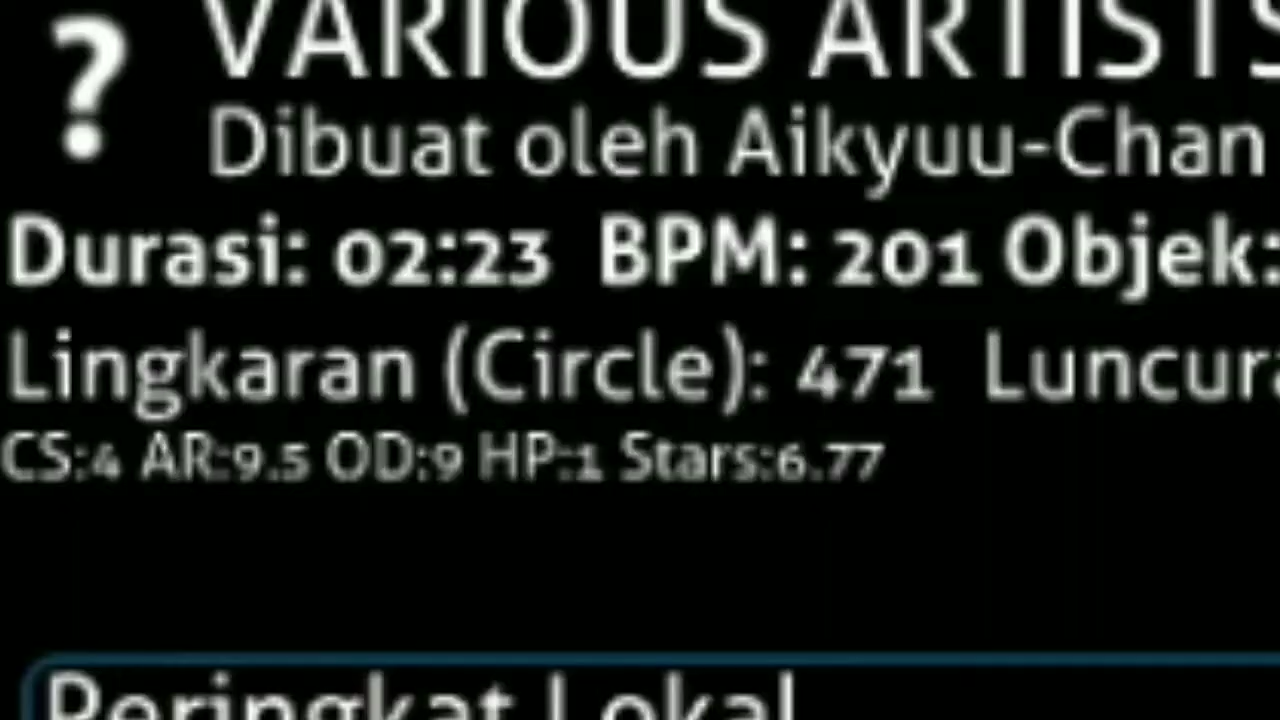 ?
VARIOUS ARTISTS
Dibuat oleh Aikyuu-Chan
Durasi: 02:23 BPM: 201 Objek:
Lingkaran (Circle): 471 Luncura
CS:4 AR:9.5 OD:9 HP:1 Stars:6.77
Peringkat Lokal